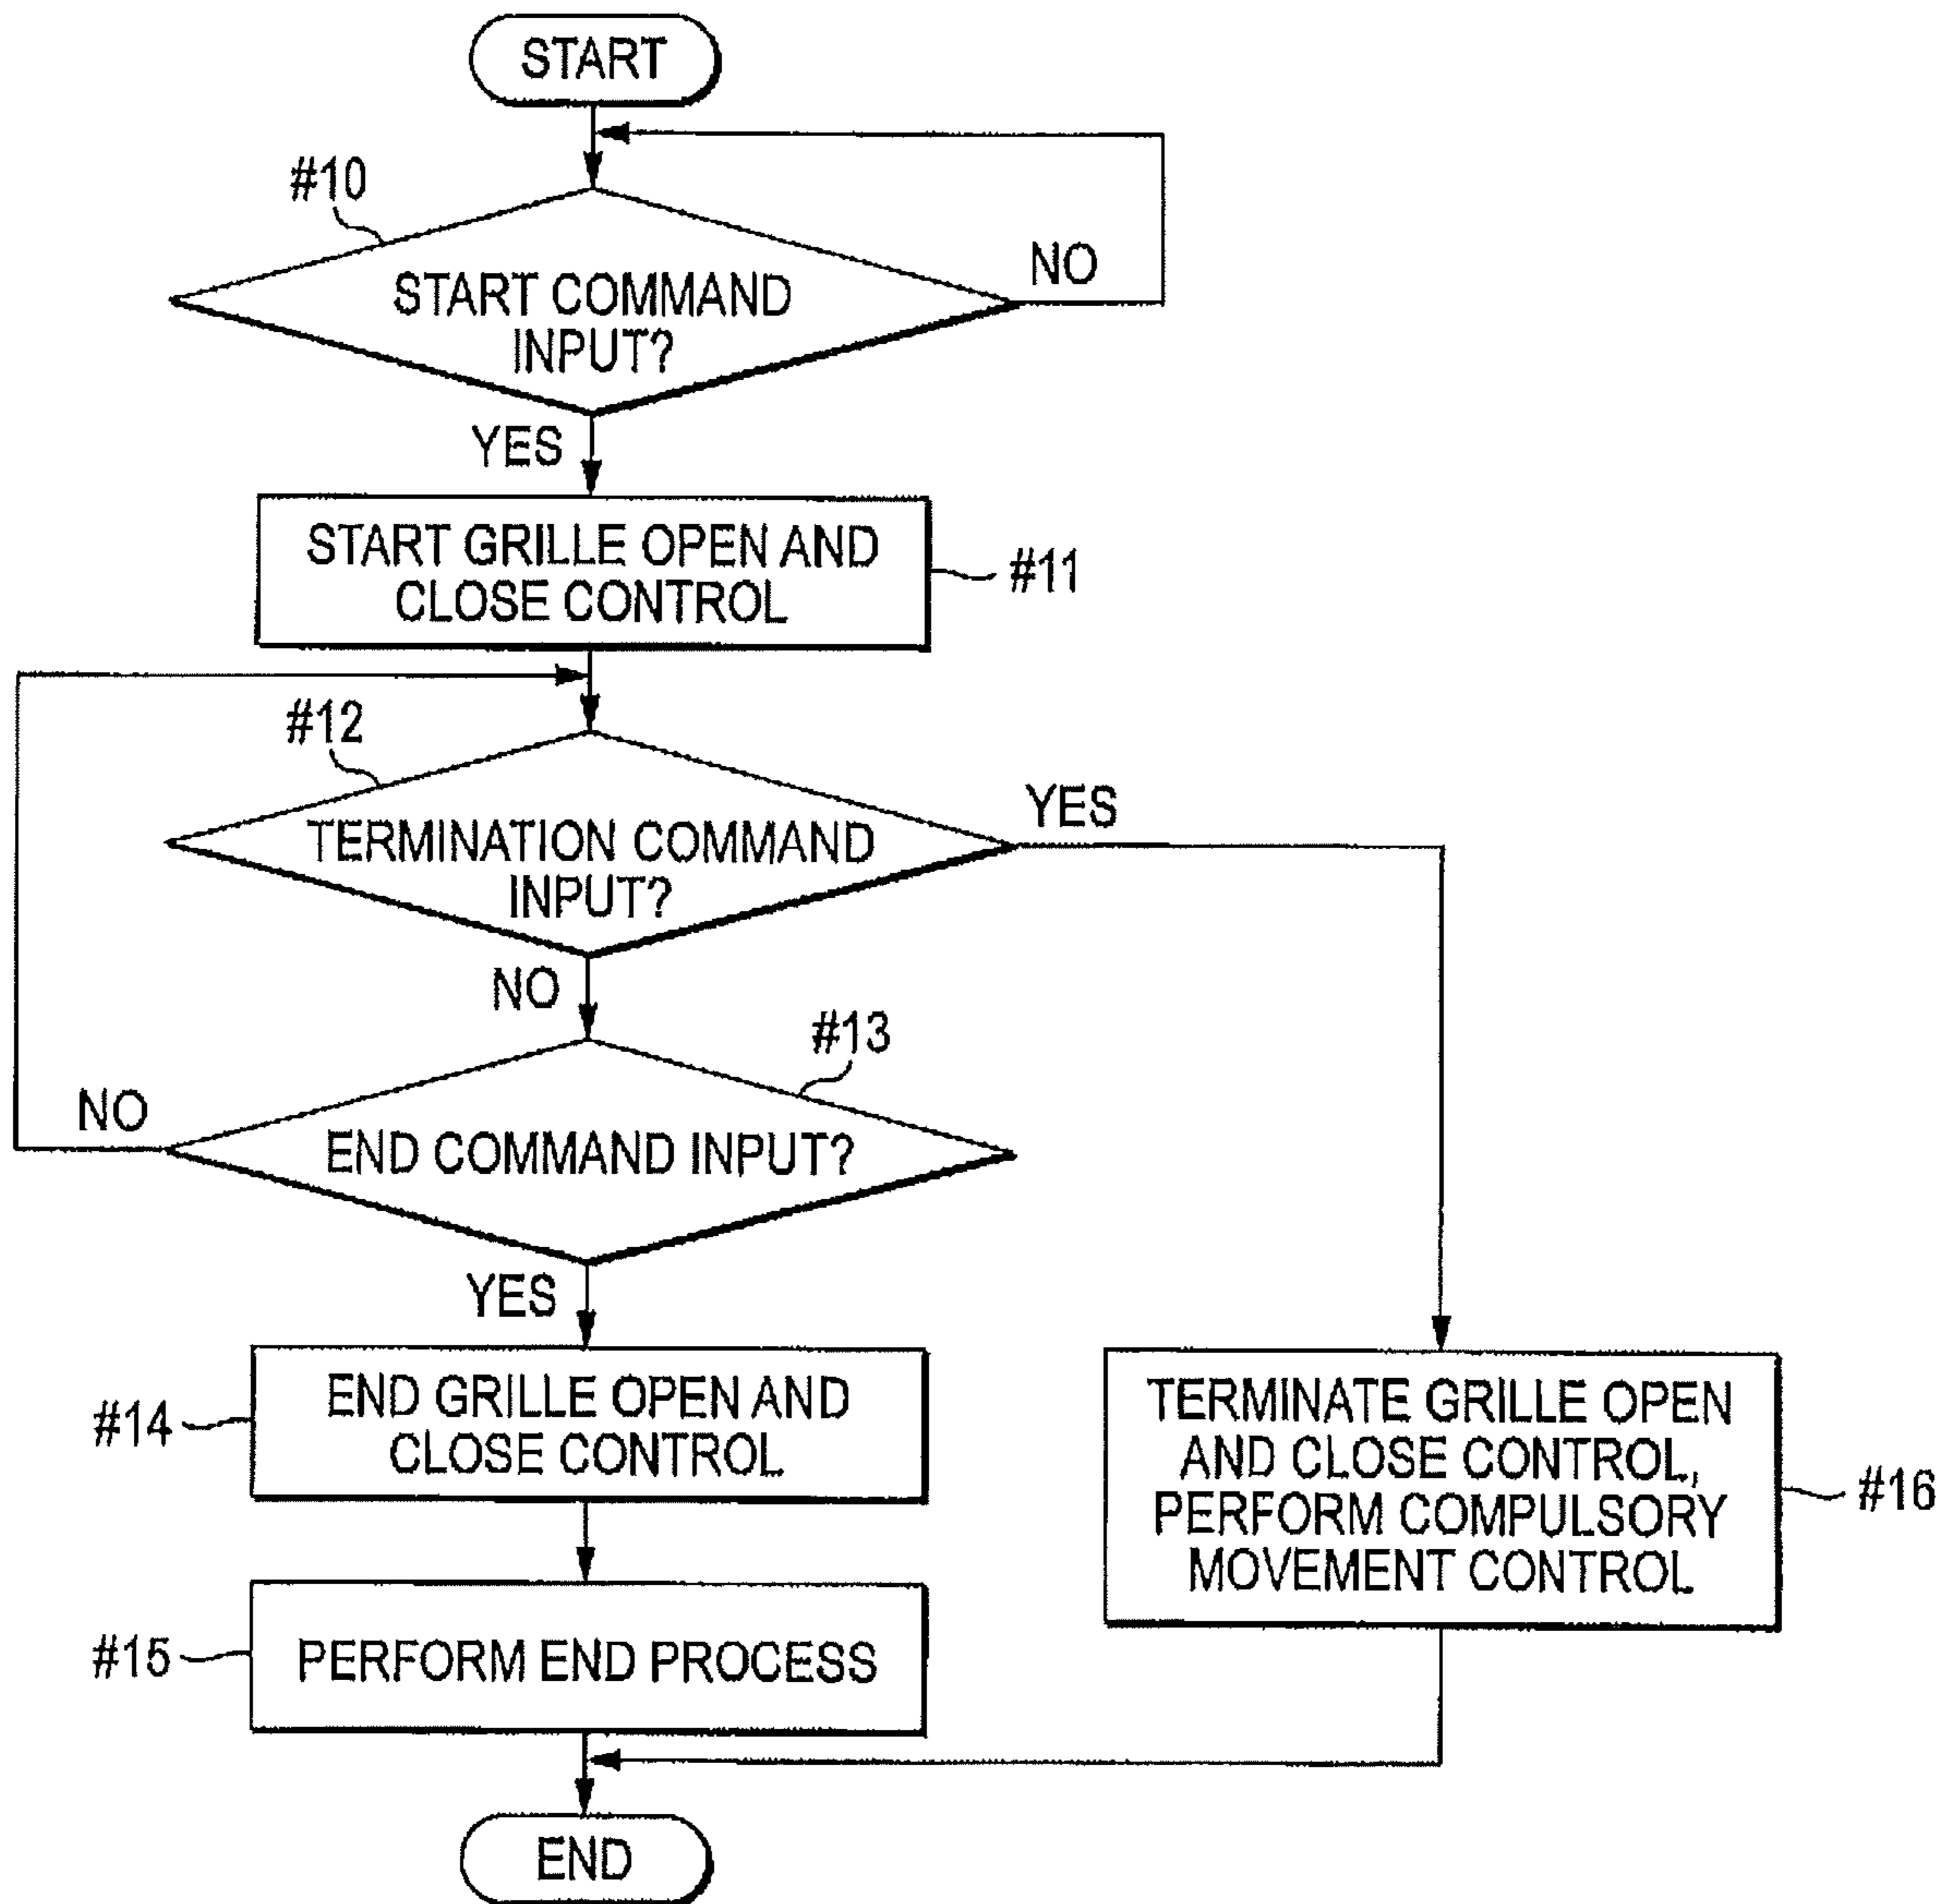 START
#10
NO
START COMMAND
INPUT?
YES
START GRILLE OPEN AND
CLOSE CONTROL
#11
#12
YES
TERMINATION COMMAND
INPUT?
NO
#13
NO
END COMMAND INPUT?
YES
#14
END GRILLE OPEN AND
CLOSE CONTROL
TERMINATE GRILLE OPEN
AND CLOSE CONTROL,
PERFORM COMPULSORY
MOVEMENT CONTROL
#16
#15
PERFORM END PROCESS
END